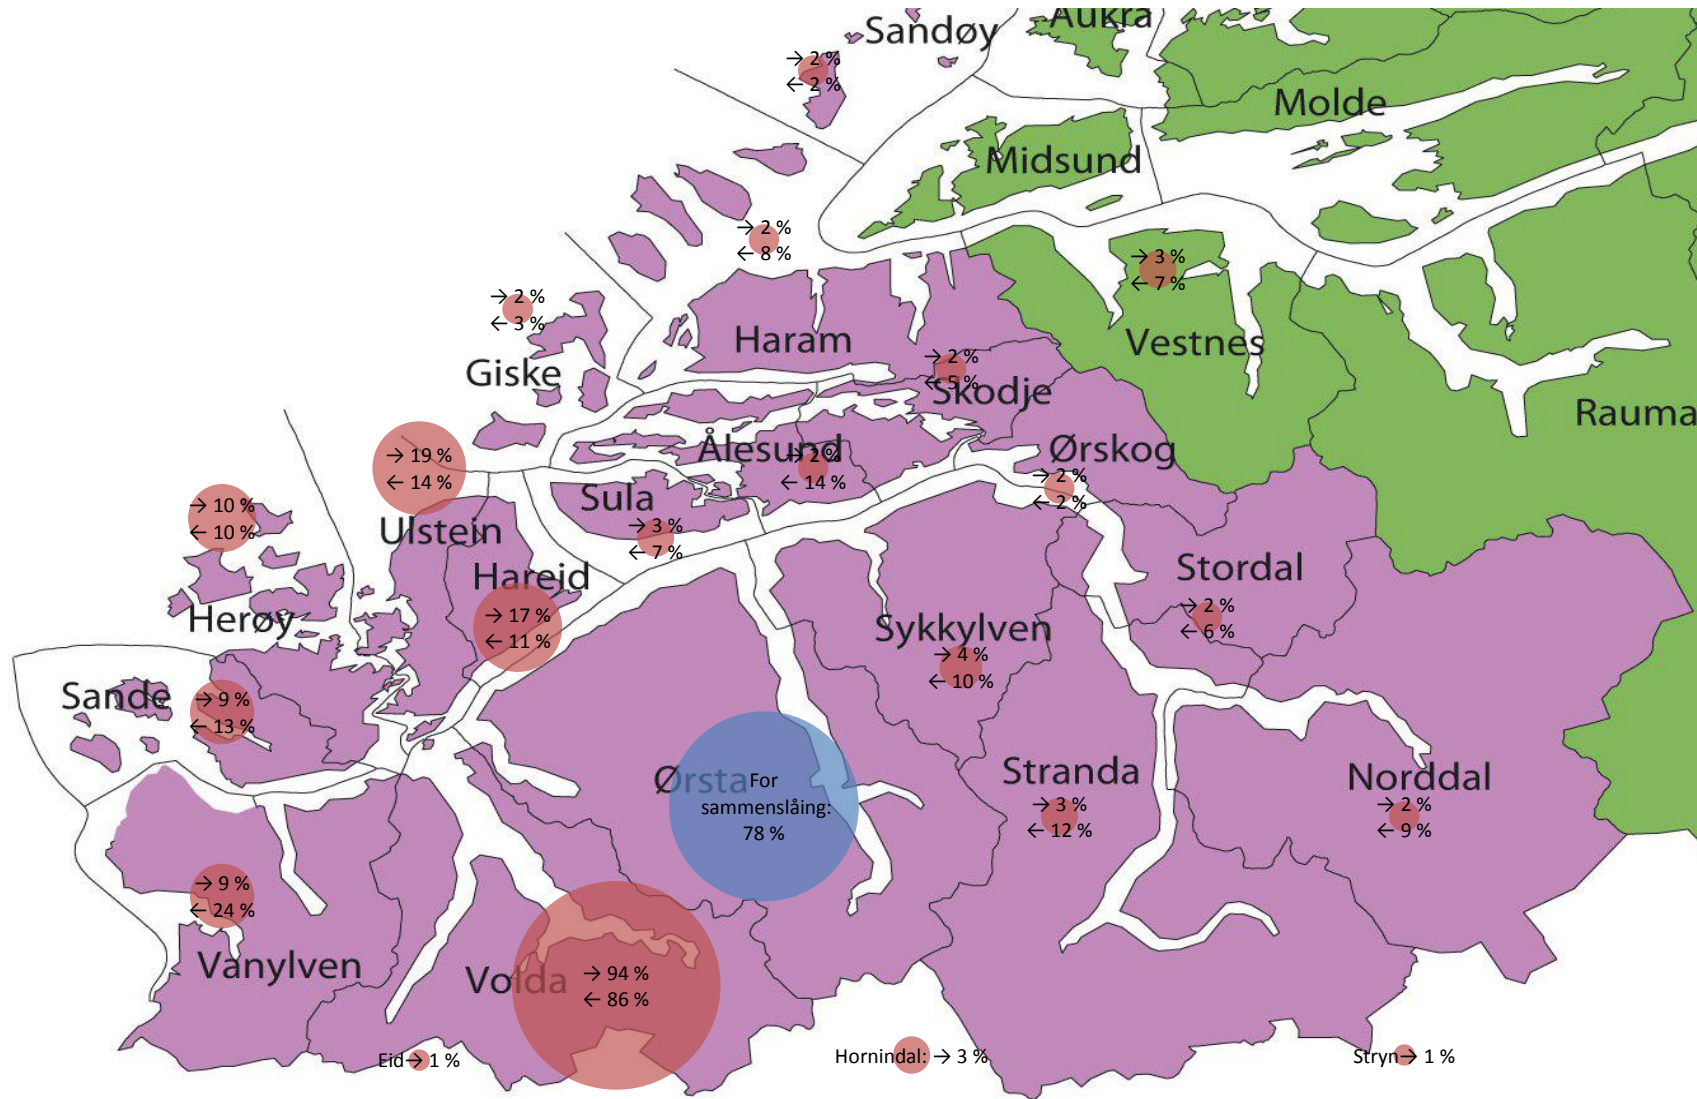 Sandøy
Aukra
→ 2 %
← 2 %
Molde
Midsund
→ 2 %
← 8 %
→ 3 %
← 7 %
→ 2 %
← 3 %
Haram
Vestnes
Giske
→ 2 %
← 5 %
Skodje
Rauma
Ålesund
→ 2 %
← 14 %
Ørskog
→ 2 %
← 2 %
→ 19 %
← 14 %
Ulstein
Sula
→ 3 %
← 7 %
→ 10 %
← 10 %
Herøy
Hareid
→ 17 %
← 11 %
Stordal
→ 2 %
← 6 %
Sykkylven
→ 4 %
← 10 %
Sande
→ 9 %
← 13 %
Ørsta
For
sammenslåing:
78 %
Stranda
→ 3 %
← 12 %
Norddal
→ 2 %
← 9 %
→ 9 %
← 24 %
Vanylven
Volda
→ 94 %
← 86 %
Eid→ 1 %
Hornindal: → 3 %
Stryn→ 1 %